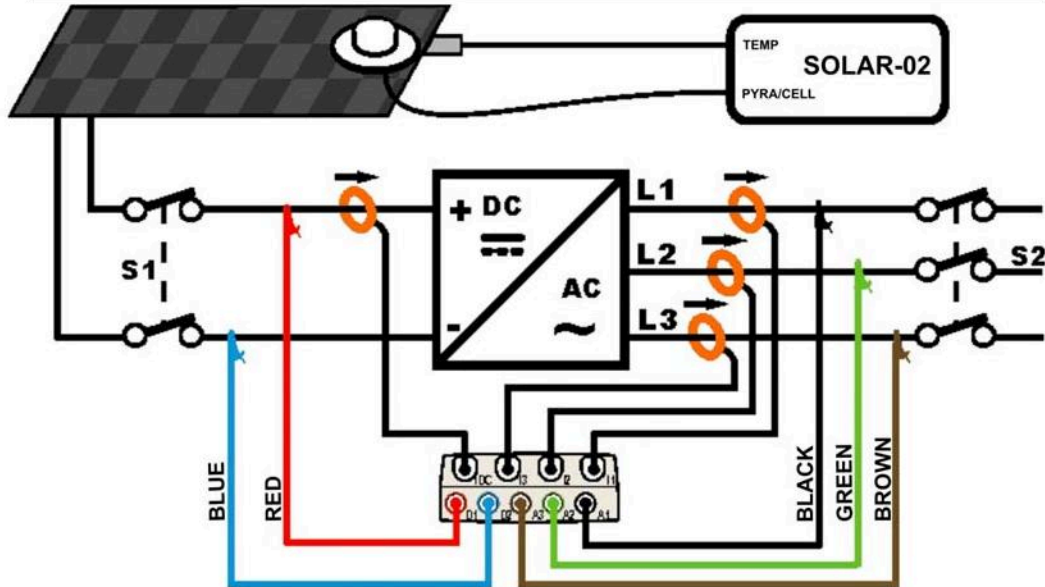 TEMP
SOLAR-02
PYRA/CELL
+ DC
L1
L2
S1
S2
AC
-
~
L3
BLUE
RED
BLACK
GREEN
BROWN
I DC I3 I2 I1
D1 D2 A3 A2 A1